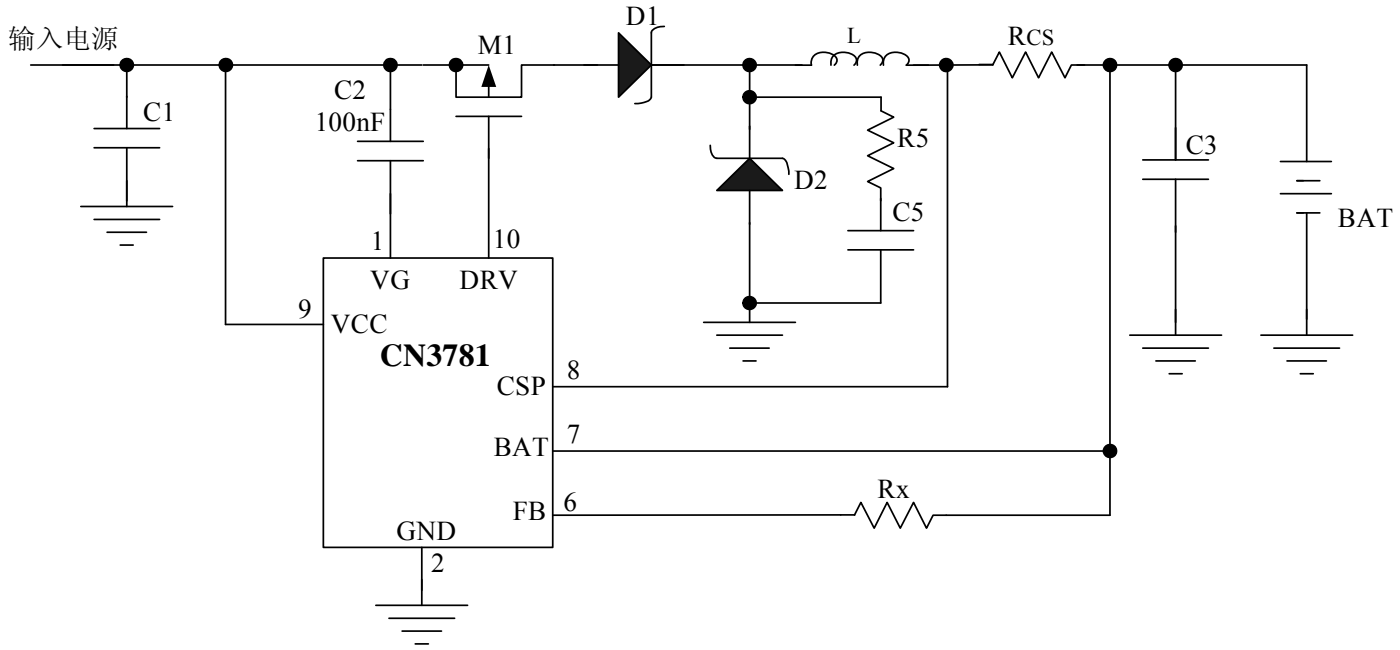 输入电源
D1
M1
L
RCS
C1
C2
100nF
R5
C3
D2
C5
BAT
1
10
VG
DRV
9
VCC
CN3781
8
CSP
7
BAT
Rx
6
FB
GND
2